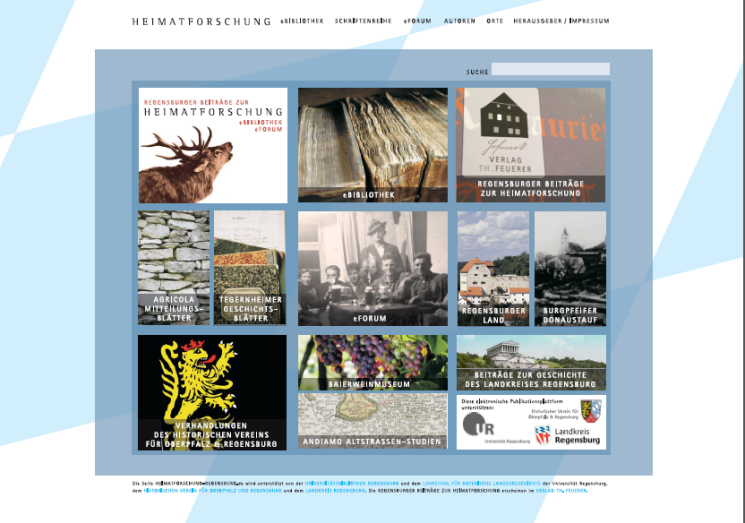 HEIMATFORSCHUNG eBIBLIOTHEK SCHRIFTENREIHE eFORUM AUTOREN ORTE HERAUSGEBER / IMPRESSUM
SUCHE
REGENSBURGER BEITRÄGE ZUR
HEIMATFORSCHUNG
eBIBLIOTHEK
eFORUM
eBIBLIOTHEK
VERLAG
TH. FEUERER
REGENSBURGER BEITRÄGE
ZUR HEIMATFORSCHUNG
AGRICOLA
MITTEILUNGS-
BLÄTTER
TEGERNHEIMER
GESCHICHTS-
BLÄTTER
eFORUM
REGENSBURGER
LAND
BURGPFEIFER
DONAUSTAUF
VERHANDLUNGEN
DES HISTORISCHEN VEREINS
FÜR OBERPFALZ & REGENSBURG
BAIERWEINMUSEUM
ANDIAMO ALTSTRASSEN-STUDIEN
BEITRÄGE ZUR GESCHICHTE
DES LANDKREISES REGENSBURG
Diese elektronische Publikationsplattform
unterstützen:
Historischer Verein für
Oberpfalz & Regensburg
UR
Universität Regensburg
Landkreis
Regensburg
Die Seite HEIMATFORSCHUNG-REGENSBURG.de wird unterstützt von der UNIVERSITÄTSBIBLIOTHEK REGENSBURG und dem LEHRSTUHL FÜR BAYERISCHE LANDESGESCHICHTE der Universität Regensburg,
dem HISTORISCHEN VEREIN FÜR OBERPFALZ UND REGENSBURG und dem LANDKREIS REGENSBURG. Die REGENSBURGER BEITRÄGE ZUR HEIMATFORSCHUNG erscheinen im VERLAG TH. FEUERER.